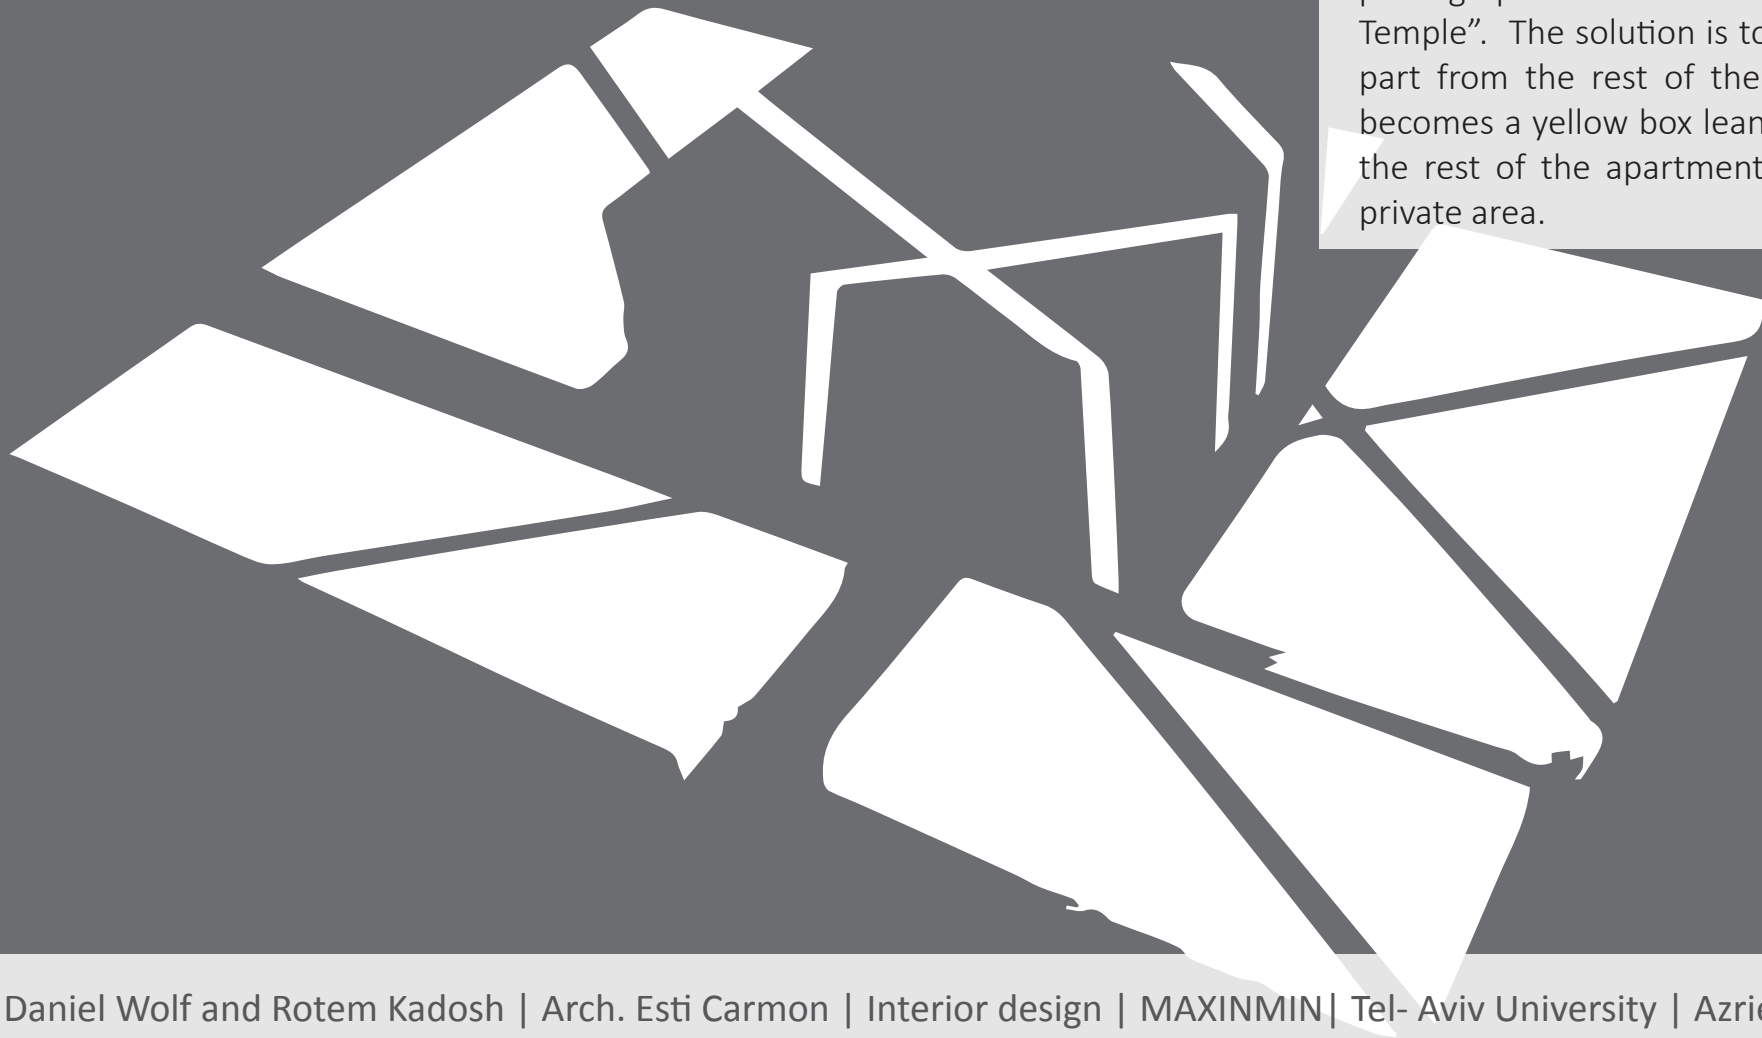 Temple”. The solution is to
part from the rest of the
becomes a yellow box lean
the rest of the apartment
private area.
Daniel Wolf and Rotem Kadosh | Arch. Esti Carmon | Interior design | MAXINMIN| Tel- Aviv University | Azrie